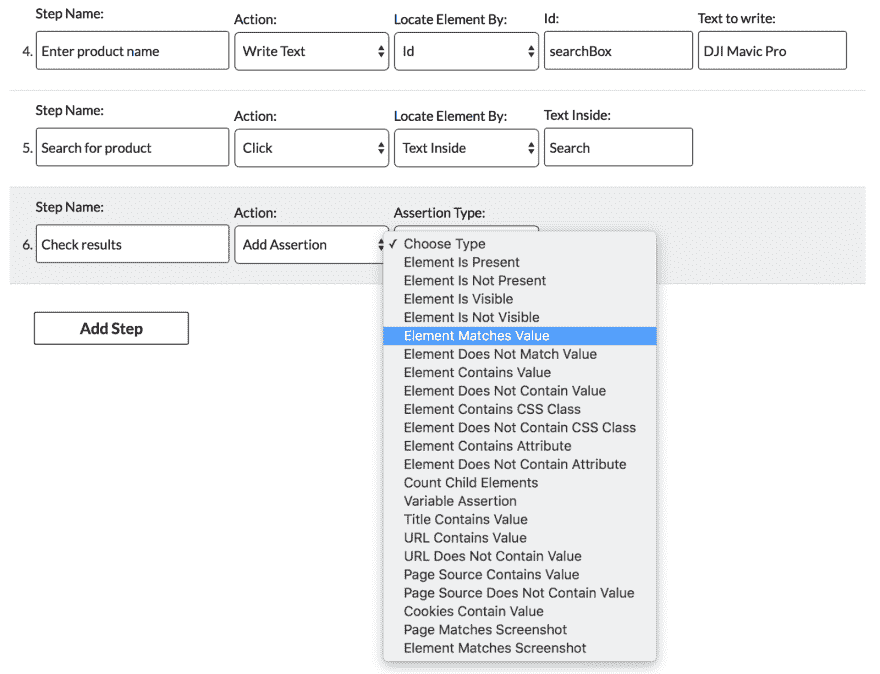 Step Name: Action: Locate Element By: Id: Text to write:
4. Enter product name Write Text Id searchBox DJI Mavic Pro
Step Name: Action: Locate Element By: Text Inside:
5. Search for product Click Text Inside Search
Step Name: Action: Assertion Type:
6. Check results Add Assertion
✓ Choose Type
Element Is Present
Element Is Not Present
Element Is Visible
Element Is Not Visible
Element Matches Value
Element Does Not Match Value
Element Contains Value
Element Does Not Contain Value
Element Contains CSS Class
Element Does Not Contain CSS Class
Element Contains Attribute
Element Does Not Contain Attribute
Count Child Elements
Variable Assertion
Title Contains Value
URL Contains Value
URL Does Not Contain Value
Page Source Contains Value
Page Source Does Not Contain Value
Cookies Contain Value
Page Matches Screenshot
Element Matches Screenshot
Add Step